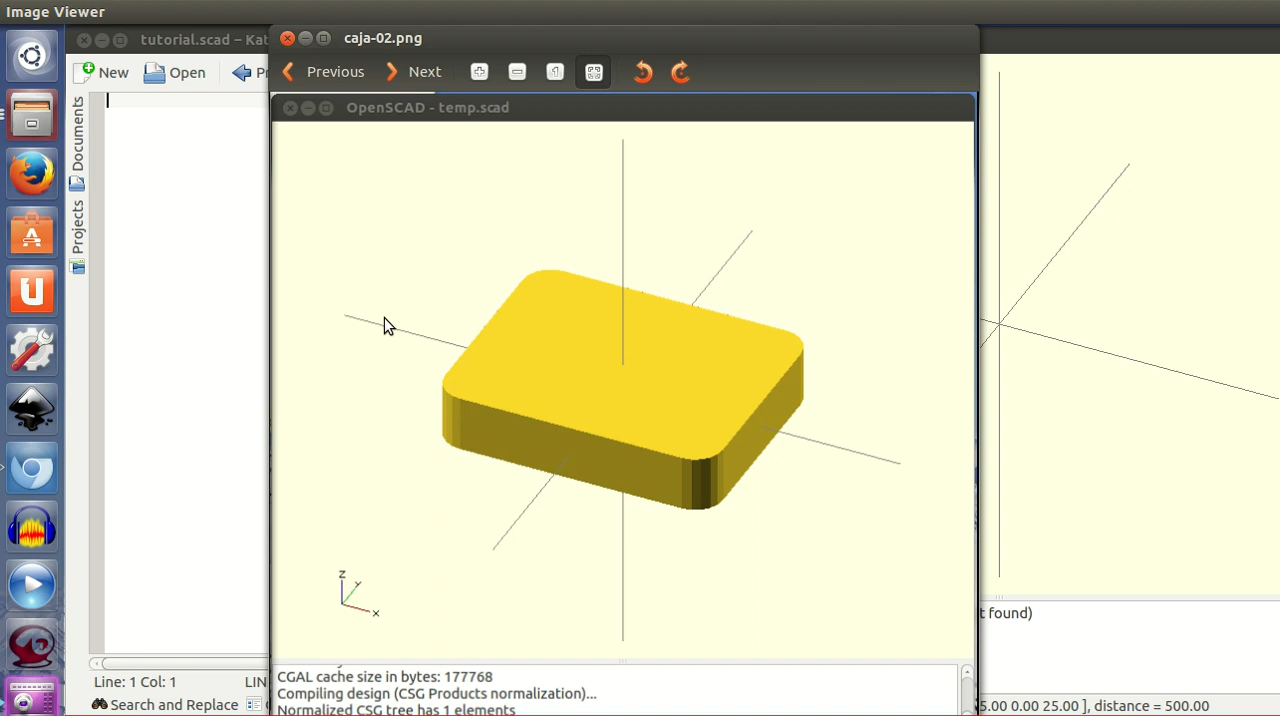 Image Viewer
tutorial.scad – Kat
caja-02.png
New
Open
Previous
Next
OpenSCAD - temp.scad
Documents
Projects
z
y
x
t found)
CGAL cache size in bytes: 177768
Compiling design (CSG Products normalization)...
Normalized CSG tree has 1 elements
Line: 1 Col: 1
LIN
Search and Replace
5.00 0.00 25.00 ], distance = 500.00